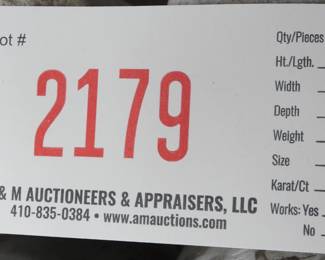 ot #
2179
& M AUCTIONEERS & APPRAISERS, LLC
410-835-0384 • www.amauctions.com
Qty/Pieces
Ht./Lgth.
Width
Depth
Weight
Size
Karat/Ct
Works: Yes
No